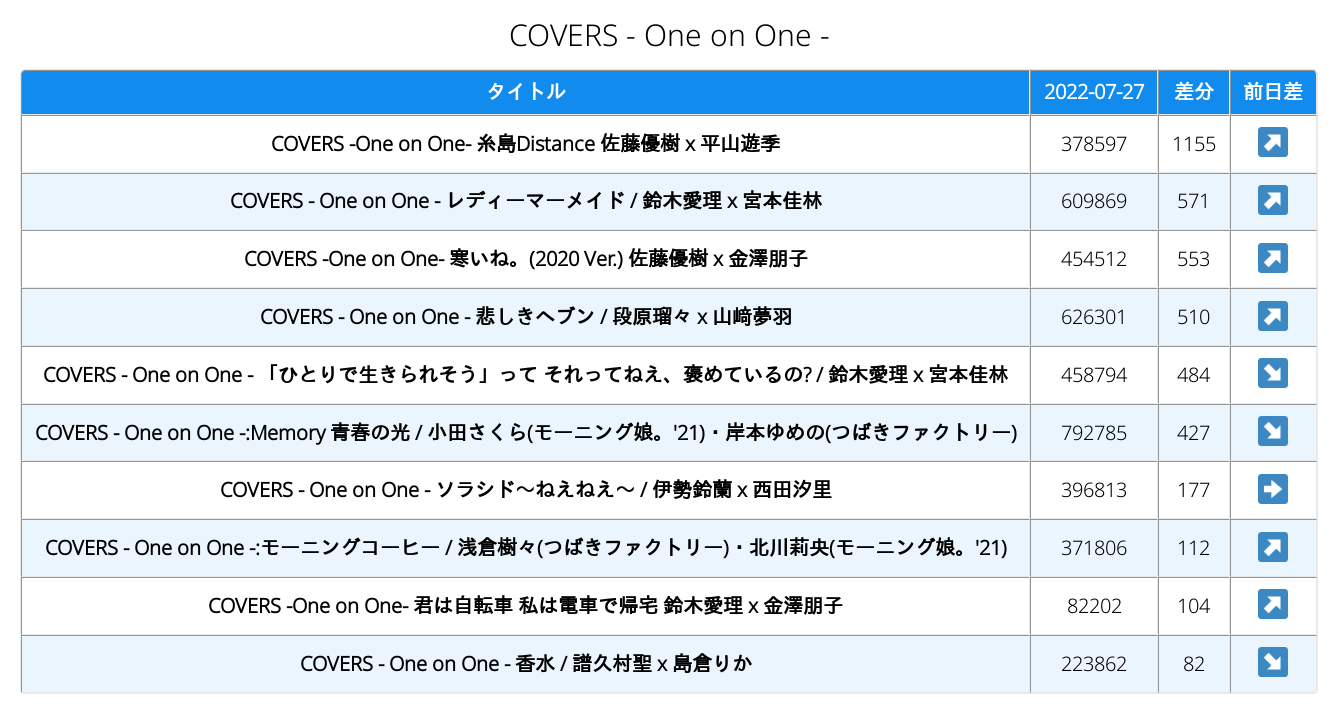 COVERS - One on One -
タイトル 2022-07-27 差分 前日差
COVERS -One on One- 糸島Distance 佐藤優樹 x 平山遊季 378597 1155 ↗
COVERS - One on One - レディーマーメイド / 鈴木愛理 x 宮本佳林 609869 571 ↗
COVERS -One on One- 寒いね。(2020 Ver.) 佐藤優樹 x 金澤朋子 454512 553 ↗
COVERS - One on One - 悲しきヘブン / 段原瑠々 x 山﨑夢羽 626301 510 ↗
COVERS - One on One - 「ひとりで生きられそう」って それってねえ、褒めているの? / 鈴木愛理 x 宮本佳林 458794 484 ↘
COVERS - One on One -:Memory 青春の光 / 小田さくら(モーニング娘。'21)・岸本ゆめの(つばきファクトリー) 792785 427 ↘
COVERS - One on One - ソラシド～ねえねえ～ / 伊勢鈴蘭 x 西田汐里 396813 177 →
COVERS - One on One -:モーニングコーヒー / 浅倉樹々(つばきファクトリー)・北川莉央(モーニング娘。'21) 371806 112 ↗
COVERS -One on One- 君は自転車 私は電車で帰宅 鈴木愛理 x 金澤朋子 82202 104 ↗
COVERS - One on One - 香水 / 譜久村聖 x 島倉りか 223862 82 ↘